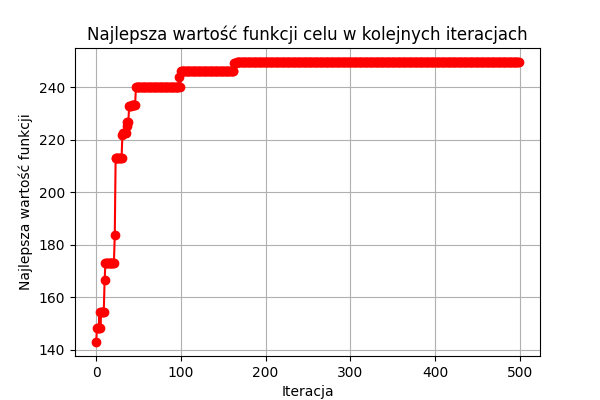 Najlepsza wartość funkcji celu w kolejnych iteracjach
Najlepsza wartość funkcji
240
220
200
180
160
140
0 100 200 300 400 500
Iteracja